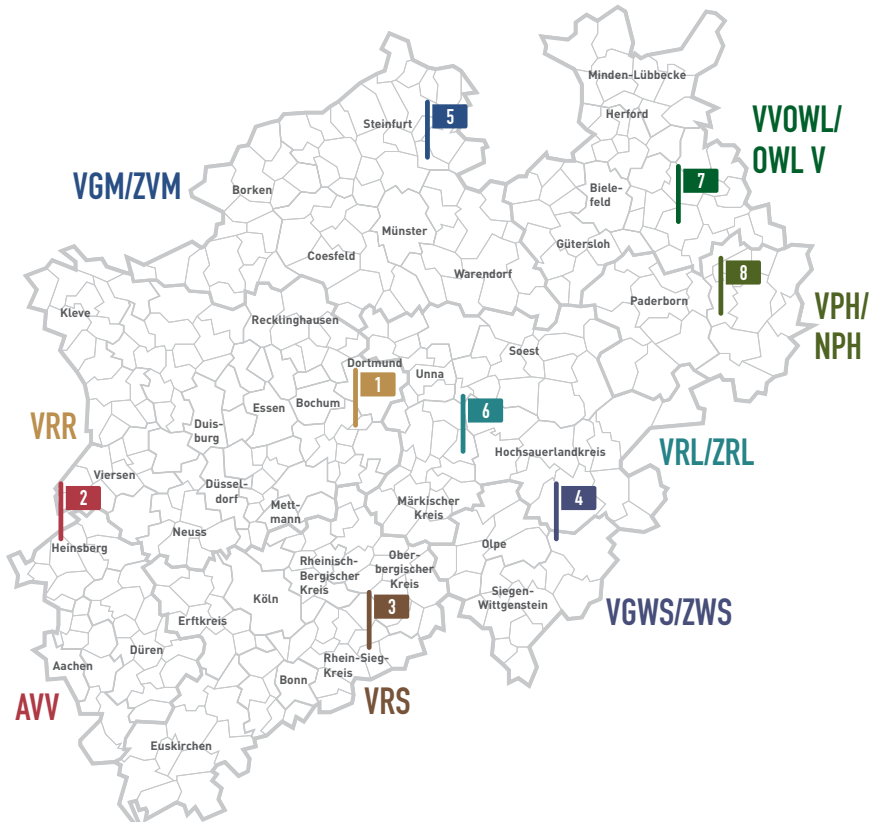 Minden-Lübbecke
Herford
VVOWL/
OWL V
5
Steinfurt
VGM/ZVM
Borken
7
Biele-
feld
Münster
Gütersloh
Coesfeld
Warendorf
8
Paderborn
VPH/
NPH
Kleve
Recklinghausen
Soest
Dortmund
Unna
1
6
Essen
Bochum
VRR
Duis-
burg
Hochsauerlandkreis
VRL/ZRL
Viersen
2
Düssel-
dorf
Mett-
mann
Märkischer
Kreis
4
Neuss
Heinsberg
Olpe
Rheinisch-
Bergischer
Kreis
Ober-
bergischer
Kreis
Siegen-
Wittgenstein
VGWS/ZWS
Köln
3
Erftkreis
Düren
Aachen
Rhein-Sieg-
Kreis
Bonn
AVV
VRS
Euskirchen